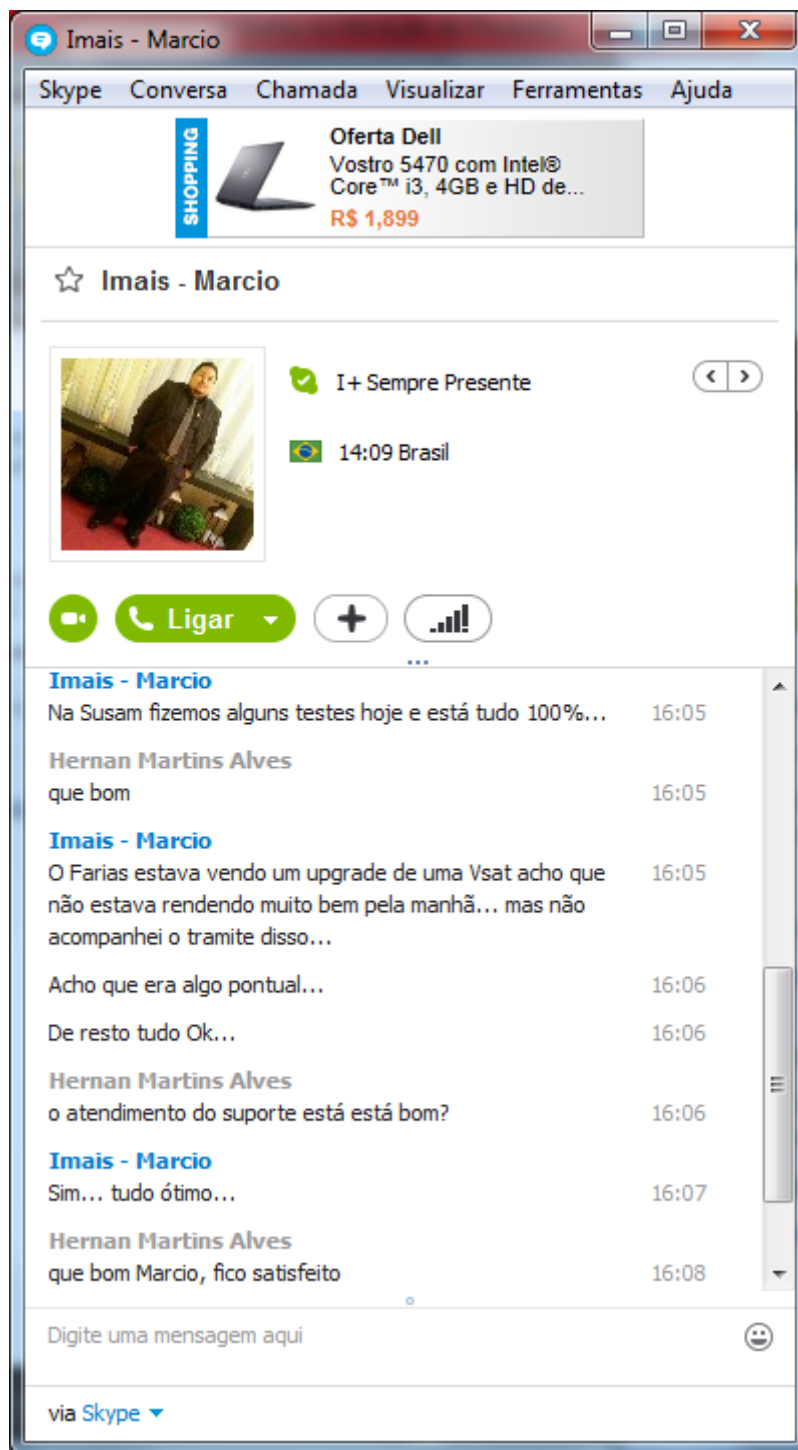 Imais - Marcio
Skype Conversa Chamada Visualizar Ferramentas Ajuda
SHOPPING
Oferta Dell
Vostro 5470 com Intel®
Core™ i3, 4GB e HD de...
R$ 1,899
Imais - Marcio
I+ Sempre Presente
14:09 Brasil
Ligar
Imais - Marcio
Na Susam fizemos alguns testes hoje e está tudo 100%... 16:05
Hernan Martins Alves
que bom 16:05
Imais - Marcio
O Farias estava vendo um upgrade de uma Vsat acho que 16:05
não estava rendendo muito bem pela manhã... mas não
acompanhei o tramite disso...
Acho que era algo pontual... 16:06
De resto tudo Ok... 16:06
Hernan Martins Alves
o atendimento do suporte está está bom? 16:06
Imais - Marcio
Sim... tudo ótimo... 16:07
Hernan Martins Alves
que bom Marcio, fico satisfeito 16:08
Digite uma mensagem aqui
via Skype